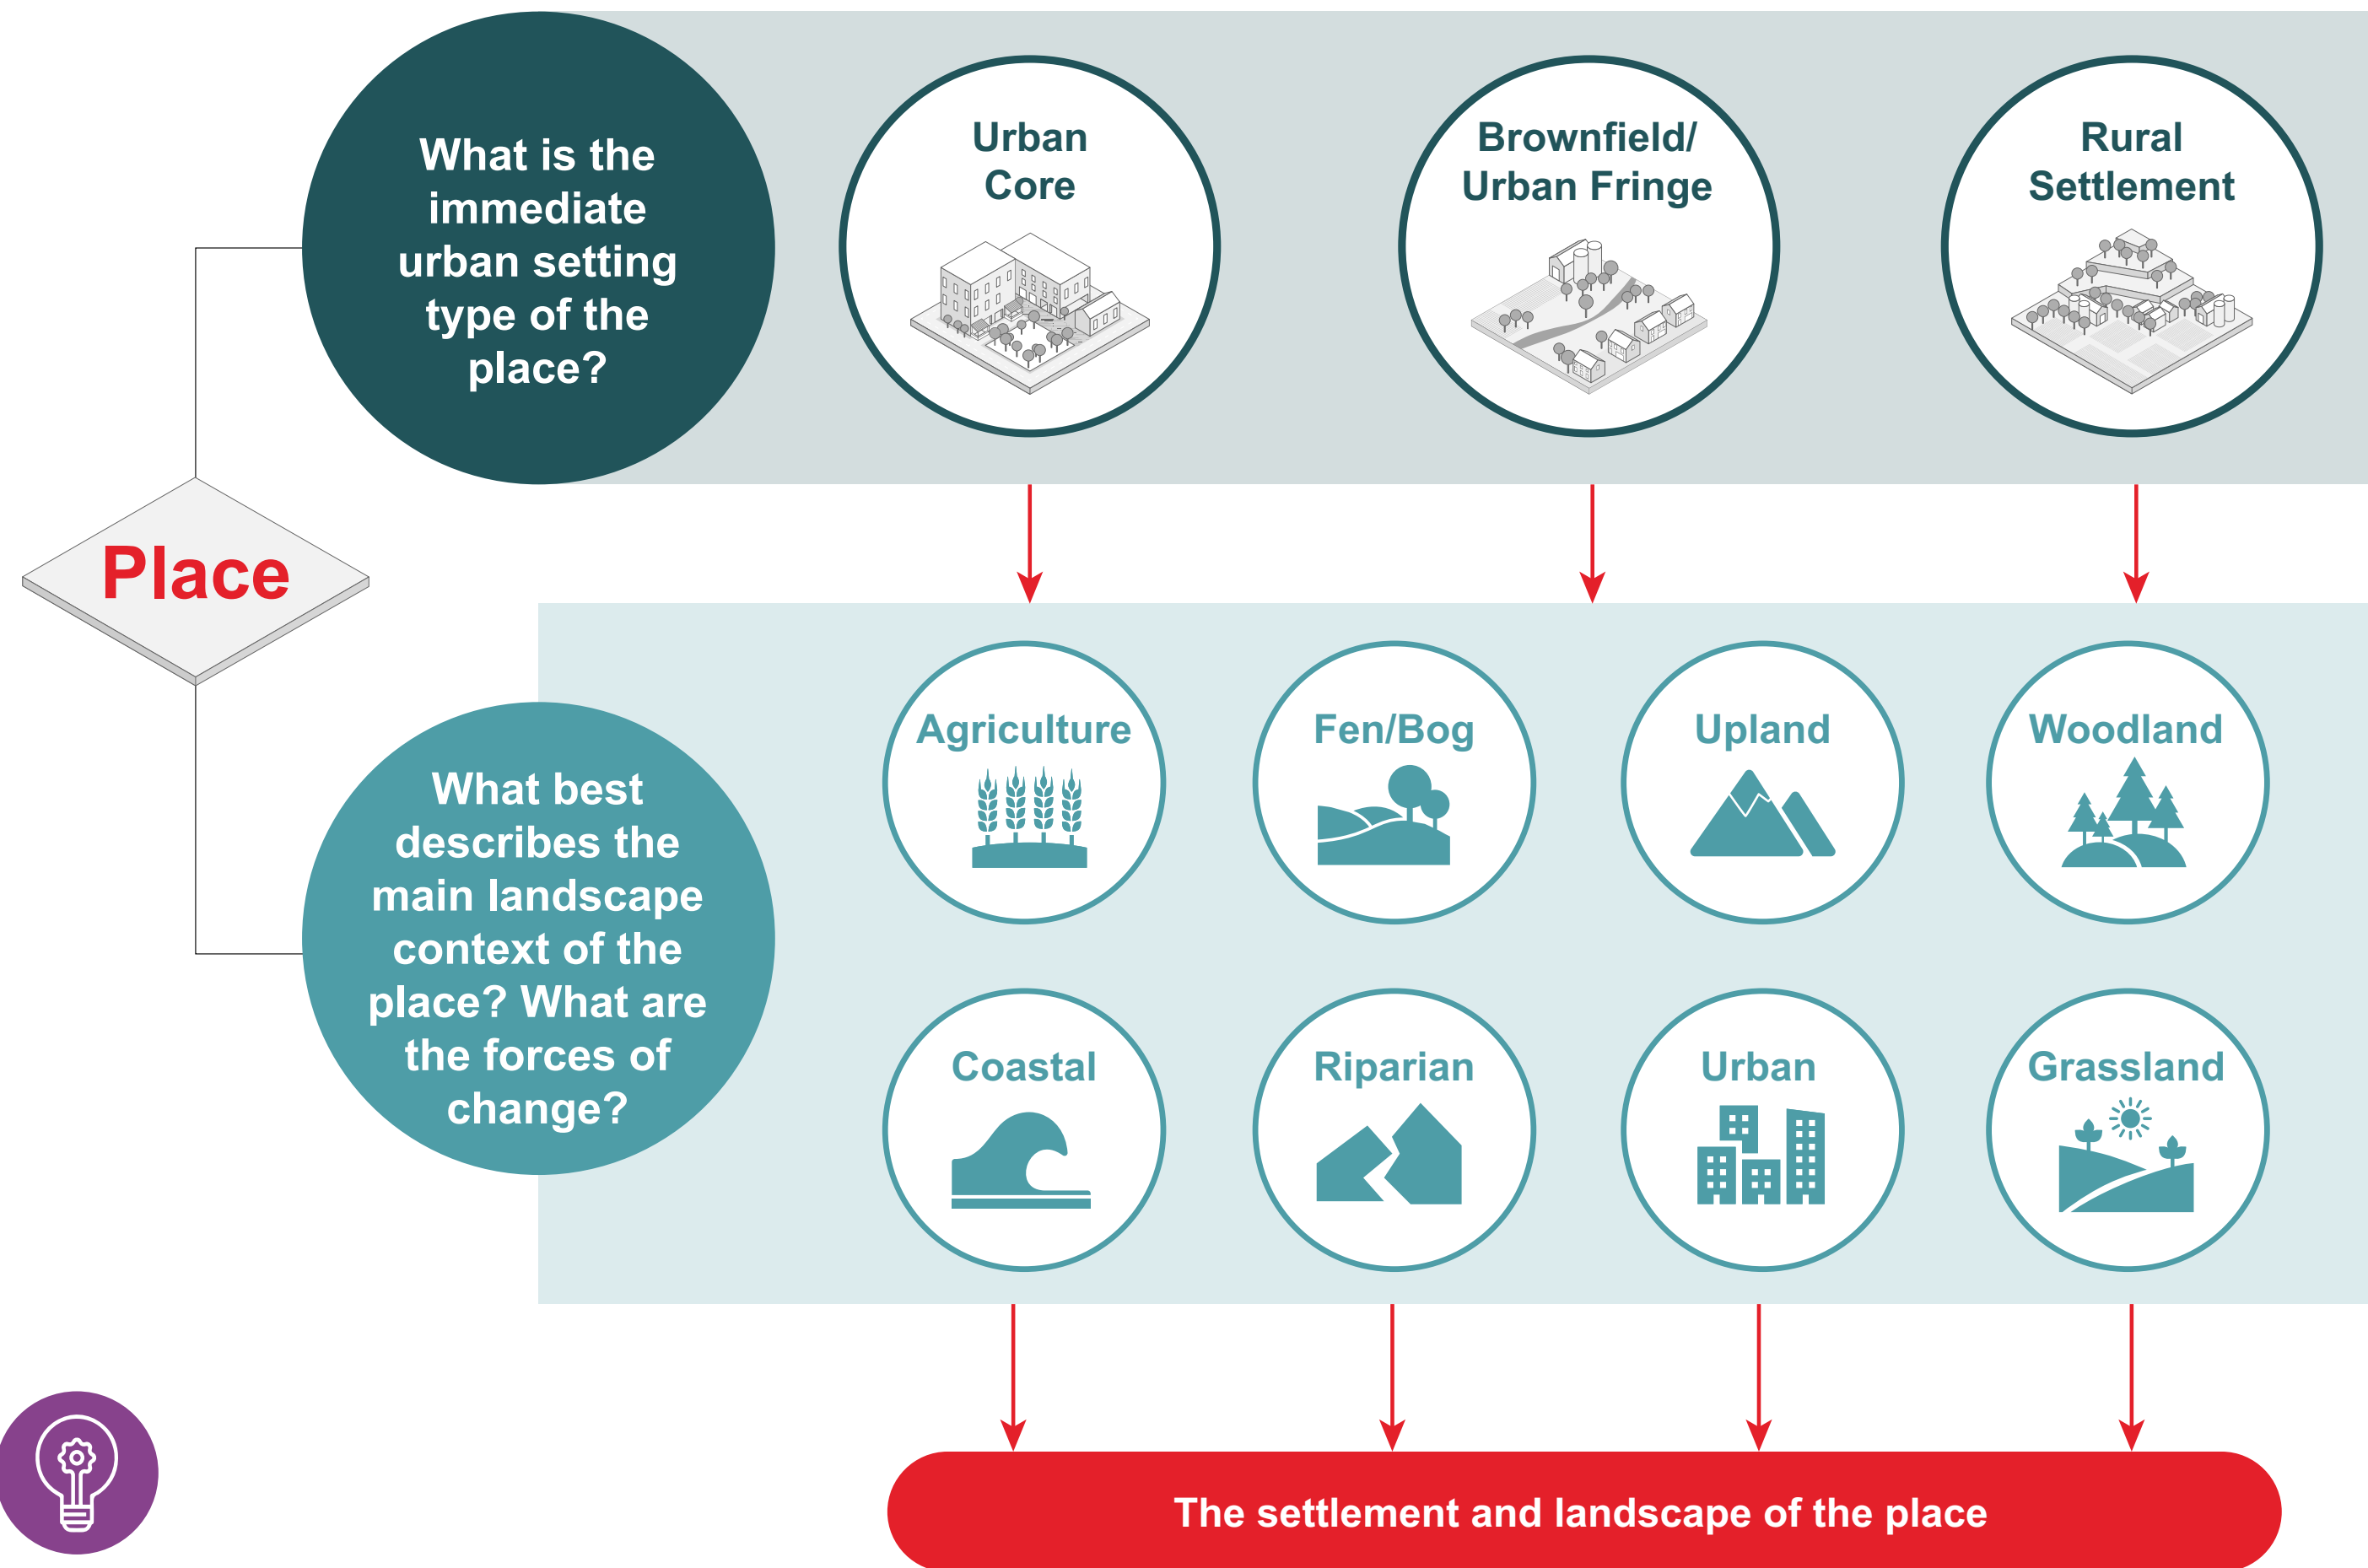 What is the
immediate
urban setting
type of the
place?
Urban
Core
Brownfield/
Urban Fringe
Rural
Settlement
Place
What best
describes the
main landscape
context of the
place? What are
the forces of
change?
Agriculture
Fen/Bog
Upland
Woodland
Coastal
Riparian
Urban
Grassland
The settlement and landscape of the place